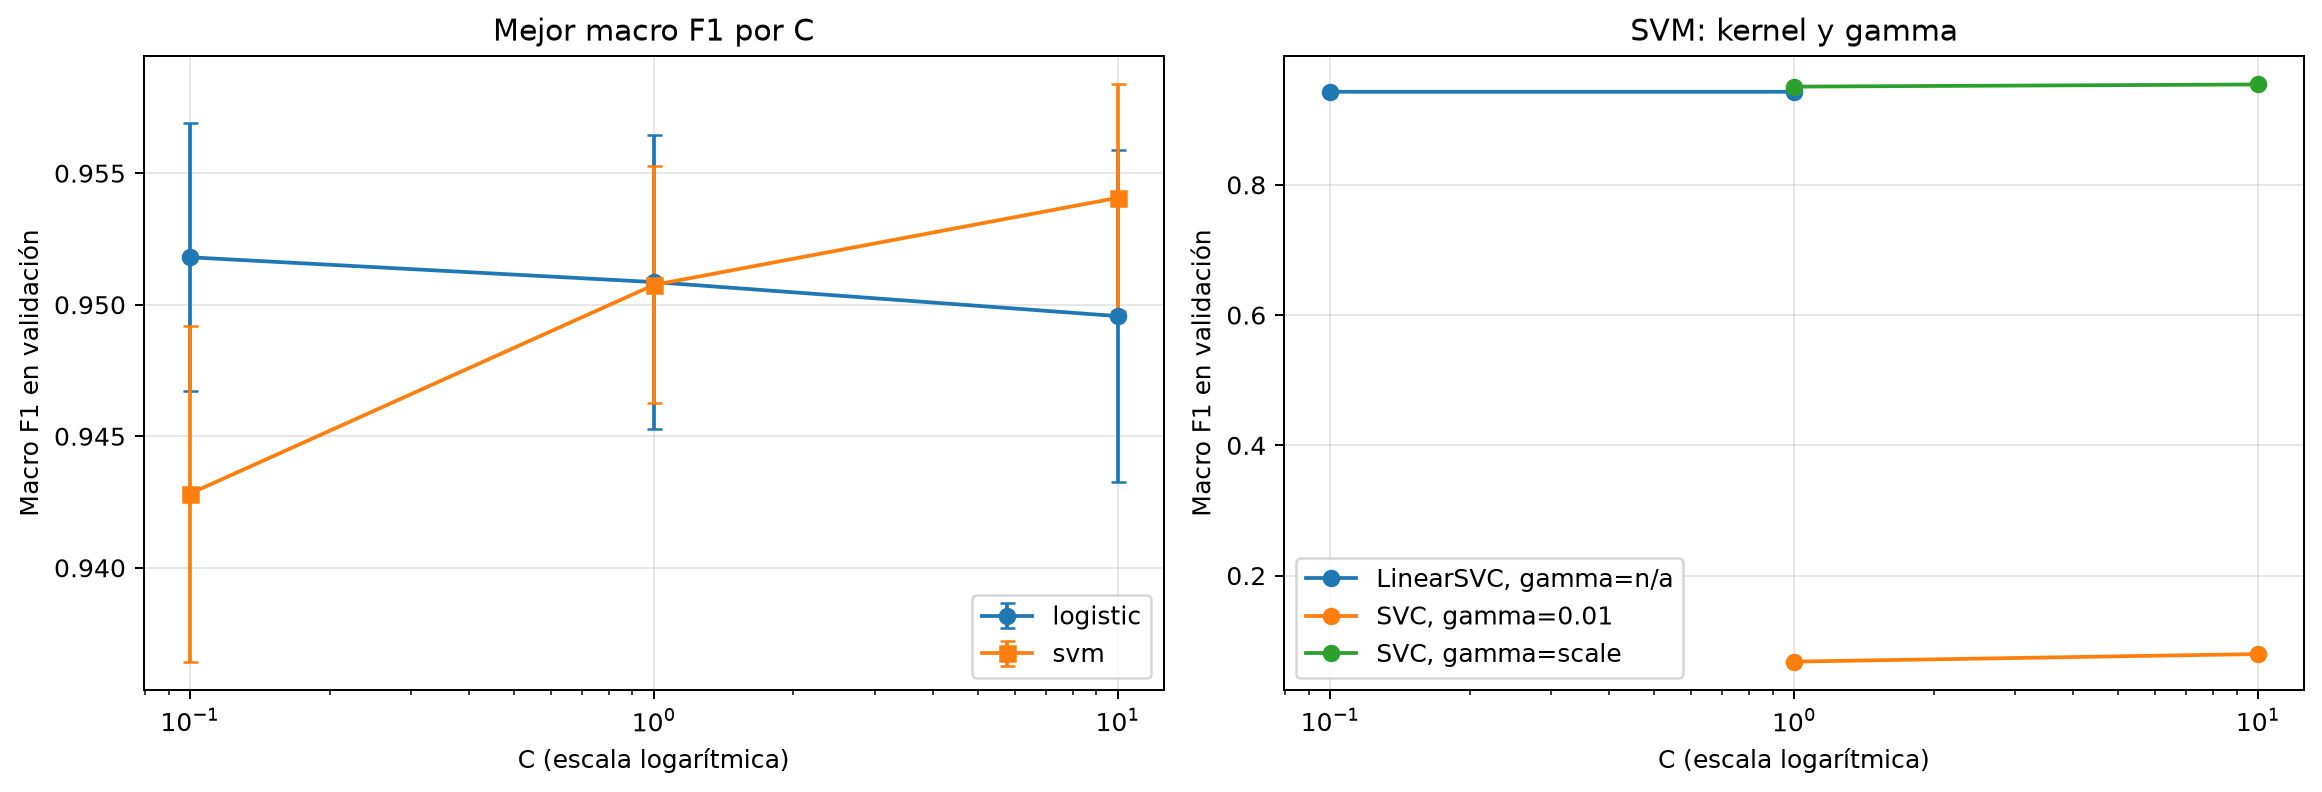 Mejor macro F1 por C
Macro F1 en validación
0.955
0.950
0.945
0.940
10⁻¹
10⁰
10¹
C (escala logarítmica)
logistic
svm
SVM: kernel y gamma
Macro F1 en validación
0.8
0.6
0.4
0.2
10⁻¹
10⁰
10¹
C (escala logarítmica)
LinearSVC, gamma=n/a
SVC, gamma=0.01
SVC, gamma=scale